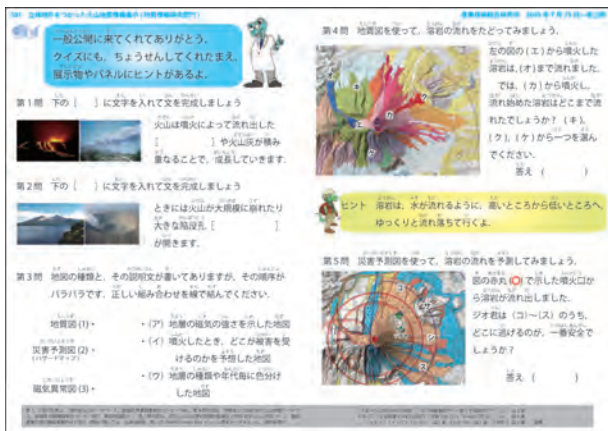 一般公開に来てくれてありがとう。
クイズにも、ちょうせんしてくれたまえ。
展示物やパネルにヒントがあるよ。
第1問 下の［ ］に文字を入れて文を完成しましょう
火山は噴火によって流れ出した
［ ］や火山灰が積み
重なることで、成長していきます.
第2問 下の［ ］に文字を入れて文を完成しましょう
ときには火山が大規模に崩れたり
大きな陥没孔［ ］
が開きます.
第3問 地図の種類と、その説明文が書いてありますが、その順序が
バラバラです. 正しい組み合わせを線で結んでください.
地質図(1)・
・(ア) 地層の磁気の強さを示した地図
災害予測図(2)・
(ハザードマップ)
・(イ) 噴火したとき、どこが被害を受
けるのかを予想した地図
磁気異常図(3)・
・(ウ) 地層の種類や年代毎に色分け
した地図
第4問 地質図を使って、溶岩の流れをたどってみましょう.
左の図の(エ)から噴火した
溶岩は、(オ)まで流れました.
では、(カ)から噴火し、
流れ始めた溶岩はどこまで流
れたでしょうか？(キ)、
(ク)、(ケ)から一つを選ん
でください.
答え（ ）
オ
キ
エ
カ
ク
ケ
ヒント 溶岩は、水が流れるように、高いところから低いところへ、
ゆっくりと流れ落ちて行くよ.
第5問 災害予測図を使って、溶岩の流れを予測してみましょう.
図の赤丸(○)で示した噴火口か
ら溶岩が流れ出しました.
ジオ君は(コ)～(ス)のうち、
どこに逃げるのが、一番安全で
しょうか？
答え（ ）
コ
サ
シ
ス